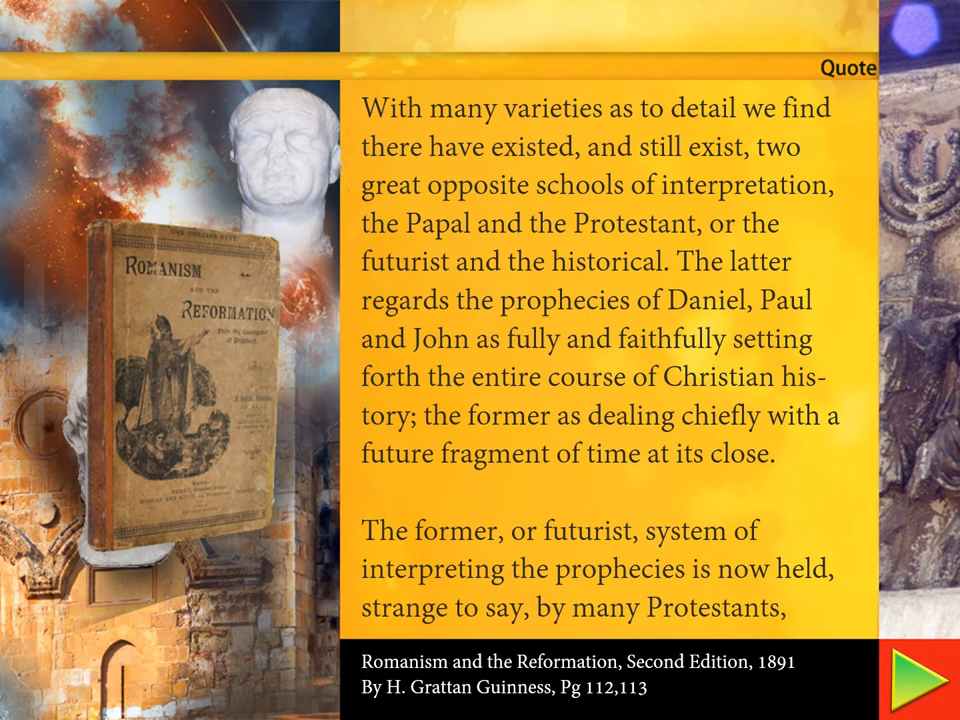 Quote
With many varieties as to detail we find
there have existed, and still exist, two
great opposite schools of interpretation,
the Papal and the Protestant, or the
futurist and the historical. The latter
regards the prophecies of Daniel, Paul
and John as fully and faithfully setting
forth the entire course of Christian his-
tory; the former as dealing chiefly with a
future fragment of time at its close.
The former, or futurist, system of
interpreting the prophecies is now held,
strange to say, by many Protestants,
Romanism and the Reformation, Second Edition, 1891
By H. Grattan Guinness, Pg 112,113
ROMANISM
AND THE
REFORMATION